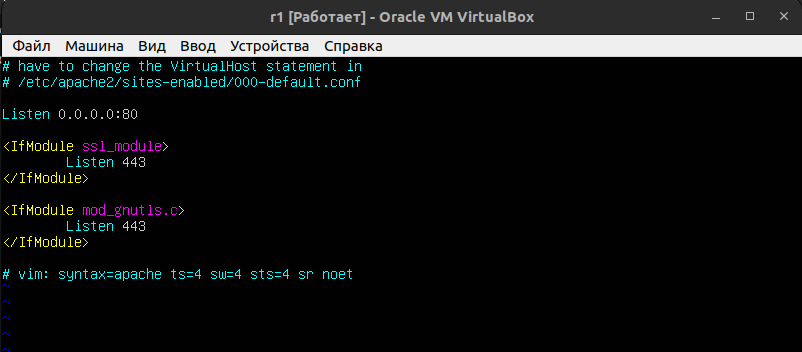 r1 [Работает] - Oracle VM VirtualBox
Файл Машина Вид Ввод Устройства Справка
# have to change the VirtualHost statement in
# /etc/apache2/sites-enabled/000-default.conf
Listen 0.0.0.0:80
<IfModule ssl_module>
        Listen 443
</IfModule>
<IfModule mod_gnutls.c>
        Listen 443
</IfModule>
# vim: syntax=apache ts=4 sw=4 sts=4 sr noet
~
~
~
~
~